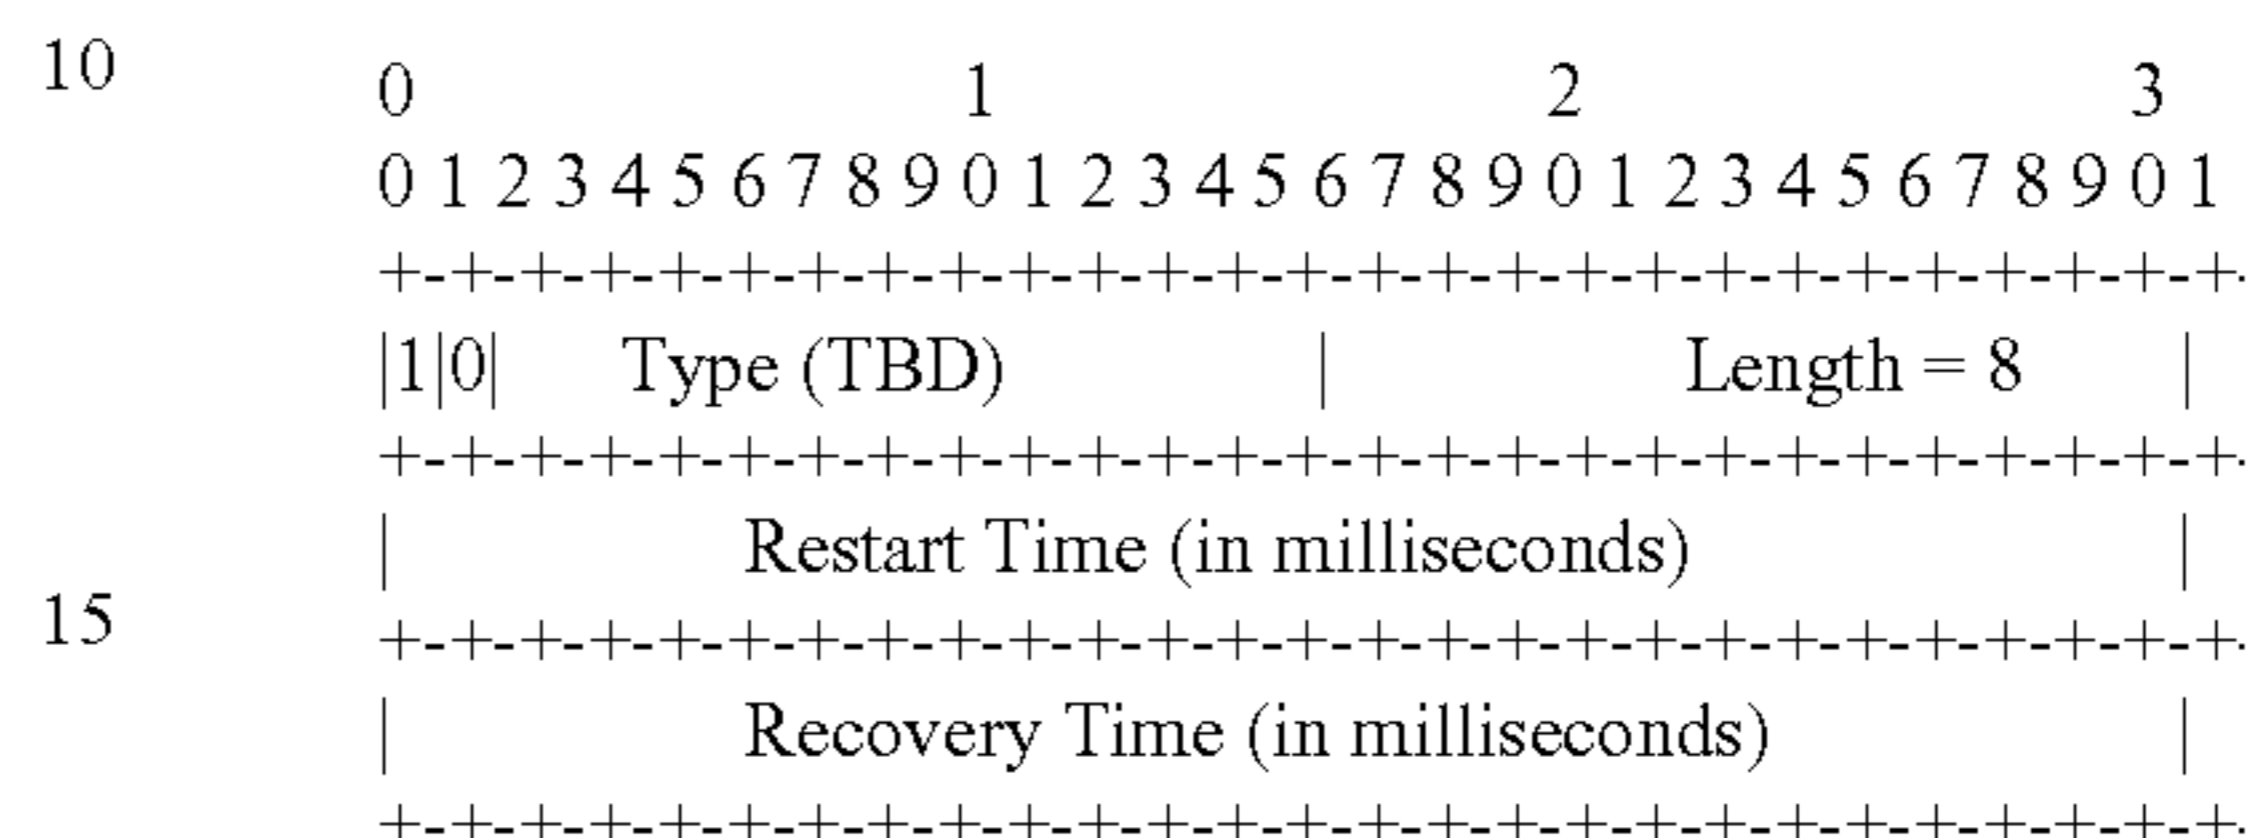 10
0 1 2 3
0 1 2 3 4 5 6 7 8 9 0 1 2 3 4 5 6 7 8 9 0 1 2 3 4 5 6 7 8 9 0 1
+-+-+-+-+-+-+-+-+-+-+-+-+-+-+-+-+-+-+-+-+-+-+-+-+-+-+-
|1|0| Type (TBD) | Length = 8 |
+-+-+-+-+-+-+-+-+-+-+-+-+-+-+-+-+-+-+-+-+-+-+-+-+-+-+-
| Restart Time (in milliseconds) |
15
+-+-+-+-+-+-+-+-+-+-+-+-+-+-+-+-+-+-+-+-+-+-+-+-+-+-+-
| Recovery Time (in milliseconds) |
+-+-+-+-+-+-+-+-+-+-+-+-+-+-+-+-+-+-+-+-+-+-+-+-+-+-+-